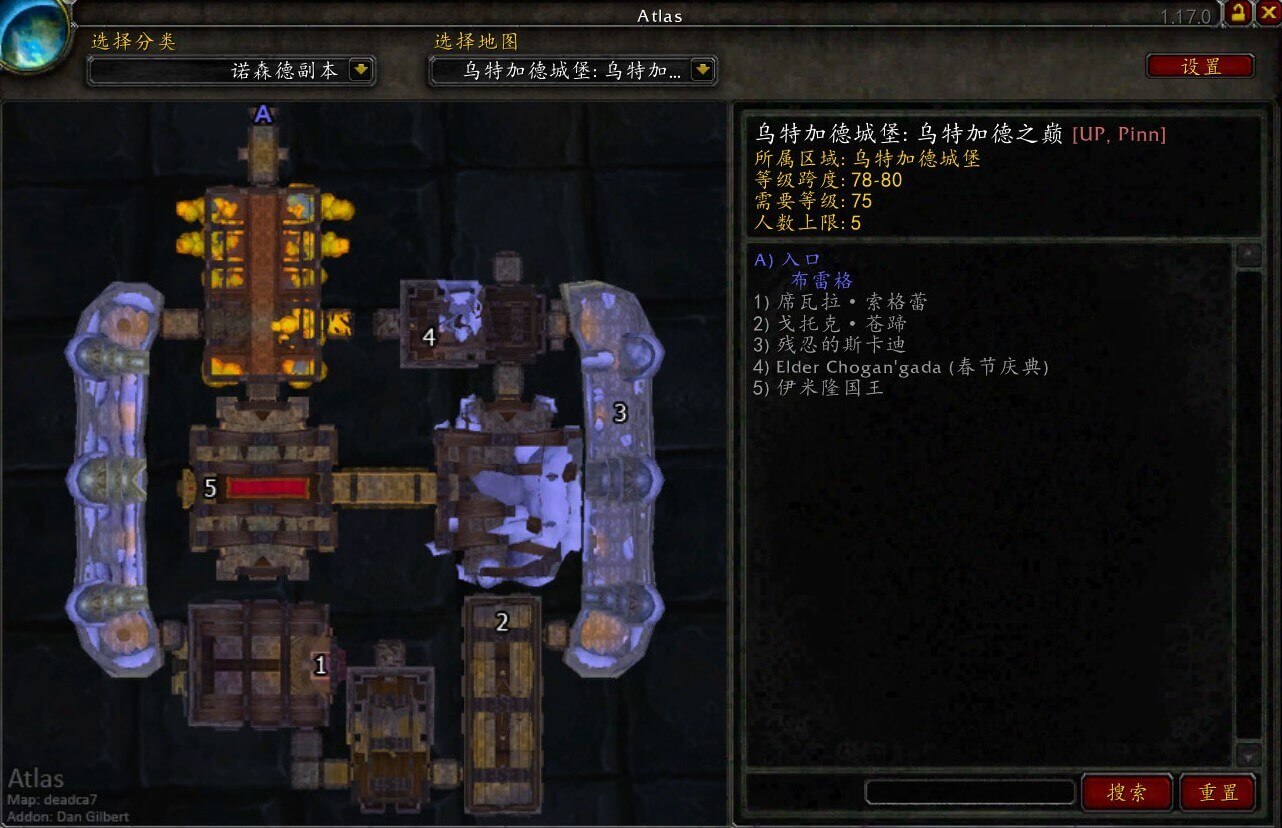 Atlas
1.17.0
选择分类
选择地图
诺森德副本
乌特加德城堡: 乌特加...
设置
A
4
3
5
2
1
Atlas
Map: deadca7
Addon: Dan Gilbert
乌特加德城堡: 乌特加德之巅 [UP, Pinn]
所属区域: 乌特加德城堡
等级跨度: 78-80
需要等级: 75
人数上限: 5
A) 入口
布雷格
1) 席瓦拉·索格蕾
2) 戈托克·苍蹄
3) 残忍的斯卡迪
4) Elder Chogan'gada (春节庆典)
5) 伊米隆国王
搜索
重置